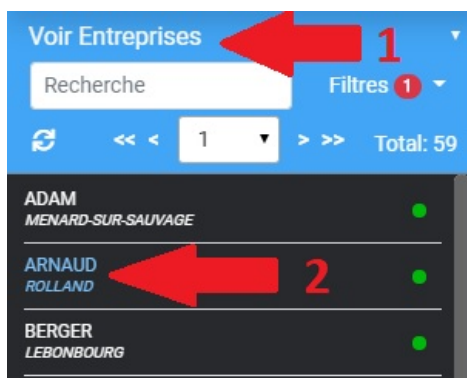 Voir Entreprises 1
Recherche Filtres 1
<< < 1 > >> Total: 59
ADAM
MENARD-SUR-SAUVAGE
ARNAUD
ROLLAND 2
BERGER
LEBONBOURG